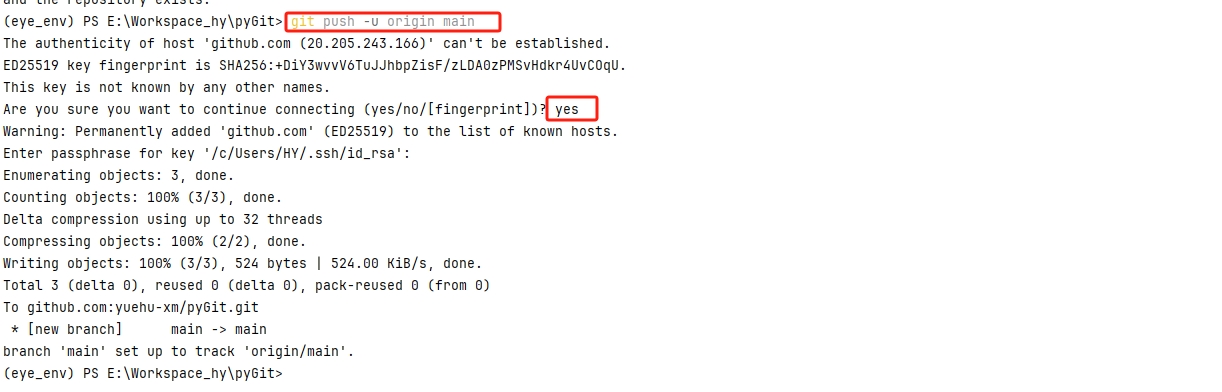 and the repository exists.
(eye_env) PS E:\Workspace_hy\pyGit> git push -u origin main
The authenticity of host 'github.com (20.205.243.166)' can't be established.
ED25519 key fingerprint is SHA256:+DiY3wvvV6TuJJhbpZisF/zLDA0zPMSvHdkr4UvCOqU.
This key is not known by any other names.
Are you sure you want to continue connecting (yes/no/[fingerprint])? yes
Warning: Permanently added 'github.com' (ED25519) to the list of known hosts.
Enter passphrase for key '/c/Users/HY/.ssh/id_rsa':
Enumerating objects: 3, done.
Counting objects: 100% (3/3), done.
Delta compression using up to 32 threads
Compressing objects: 100% (2/2), done.
Writing objects: 100% (3/3), 524 bytes | 524.00 KiB/s, done.
Total 3 (delta 0), reused 0 (delta 0), pack-reused 0 (from 0)
To github.com:yuehu-xm/pyGit.git
 * [new branch]      main -> main
branch 'main' set up to track 'origin/main'.
(eye_env) PS E:\Workspace_hy\pyGit>